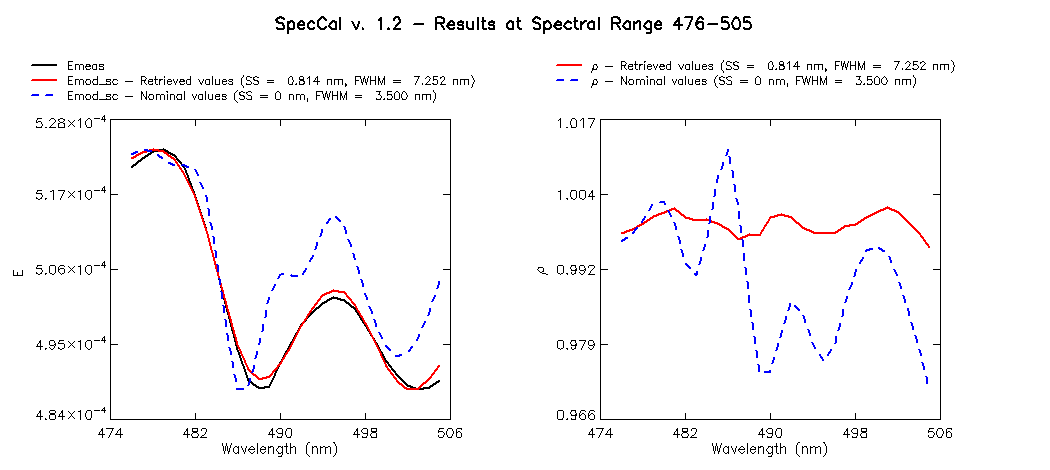 SpecCal v. 1.2 – Results at Spectral Range 476–505
Emeas
Emod_sc – Retrieved values (SS = 0.814 nm, FWHM = 7.252 nm)
Emod_sc – Nominal values (SS = 0 nm, FWHM = 3.500 nm)
5.28×10⁻⁴
5.17×10⁻⁴
5.06×10⁻⁴
4.95×10⁻⁴
4.84×10⁻⁴
E
474 482 490 498 506
Wavelength (nm)
ρ – Retrieved values (SS = 0.814 nm, FWHM = 7.252 nm)
ρ – Nominal values (SS = 0 nm, FWHM = 3.500 nm)
1.017
1.004
0.992
0.979
0.966
ρ
474 482 490 498 506
Wavelength (nm)